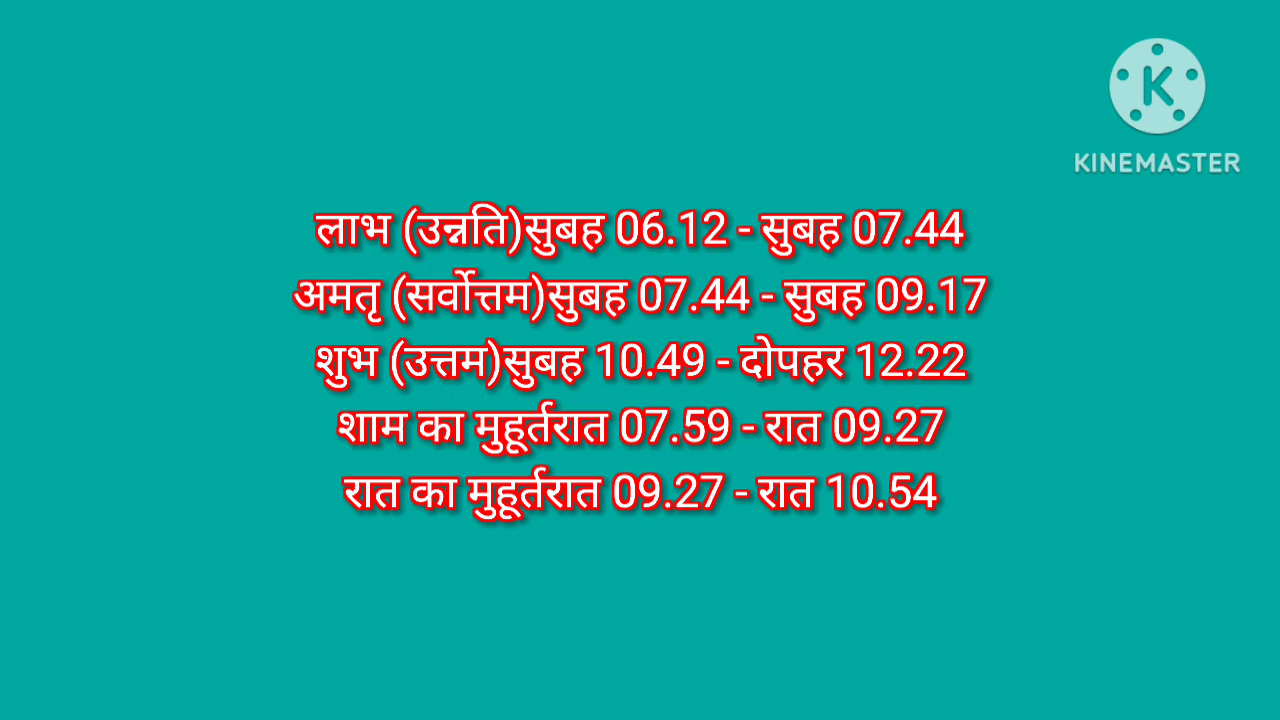 KINEMASTER
लाभ (उन्नति)सुबह 06.12 - सुबह 07.44
अमतृ (सर्वोत्तम)सुबह 07.44 - सुबह 09.17
शुभ (उत्तम)सुबह 10.49 - दोपहर 12.22
शाम का मुहूर्तरात 07.59 - रात 09.27
रात का मुहूर्तरात 09.27 - रात 10.54